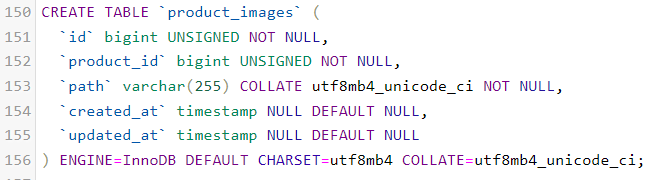 150 CREATE TABLE `product_images` (
151   `id` bigint UNSIGNED NOT NULL,
152   `product_id` bigint UNSIGNED NOT NULL,
153   `path` varchar(255) COLLATE utf8mb4_unicode_ci NOT NULL,
154   `created_at` timestamp NULL DEFAULT NULL,
155   `updated_at` timestamp NULL DEFAULT NULL
156 ) ENGINE=InnoDB DEFAULT CHARSET=utf8mb4 COLLATE=utf8mb4_unicode_ci;